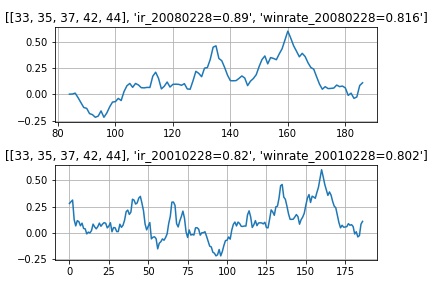 [[33, 35, 37, 42, 44], 'ir_20080228=0.89', 'winrate_20080228=0.816']
0.50
0.25
0.00
−0.25
80 100 120 140 160 180
[[33, 35, 37, 42, 44], 'ir_20010228=0.82', 'winrate_20010228=0.802']
0.50
0.25
0.00
−0.25
0 25 50 75 100 125 150 175